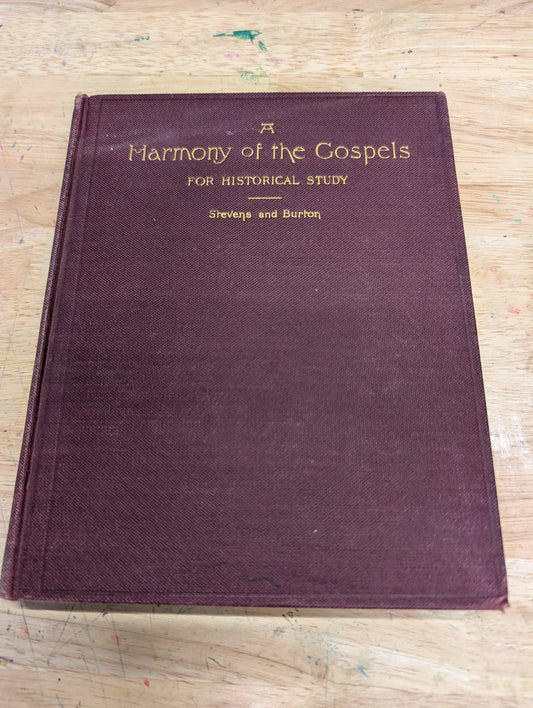 A
Harmony of the Gospels
FOR HISTORICAL STUDY
Stevens and Burton